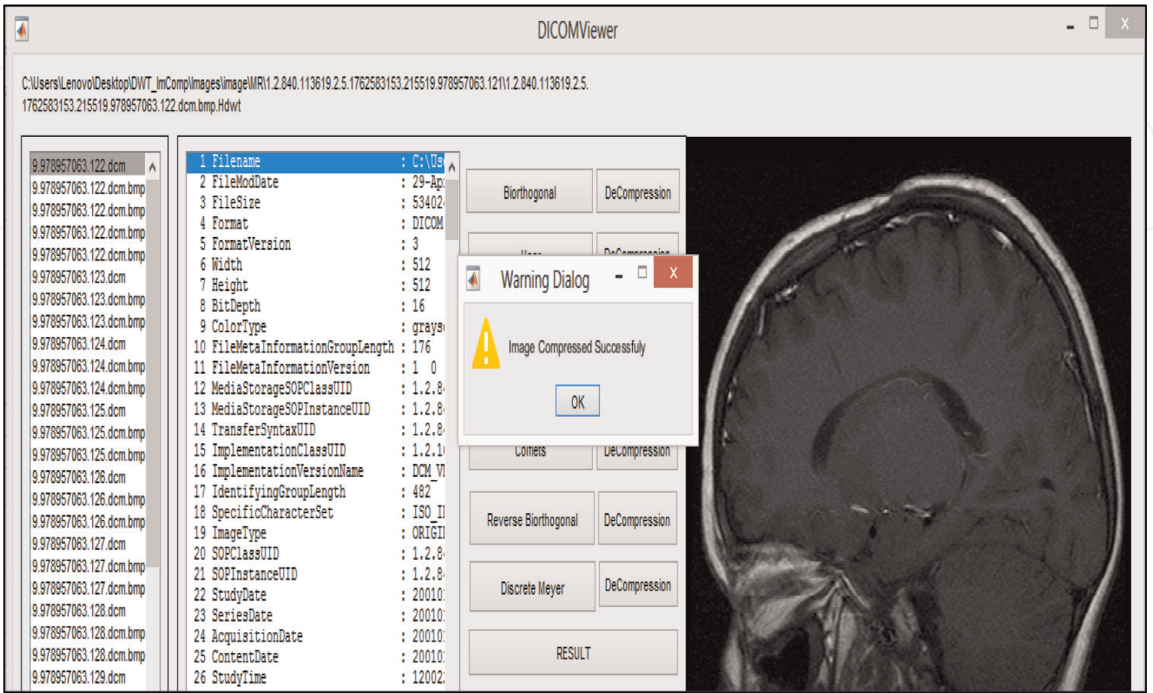 DICOMViewer
C:\Users\Lenovo\Desktop\DWT_ImComp\Images\image\MR\1.2.840.113619.2.5.1762583153.215519.978957063.121\1.2.840.113619.2.5.
1762583153.215519.978957063.122.dcm.bmp.Hdwt
9.978957063.122.dcm
9.978957063.122.dcm.bmp
9.978957063.122.dcm.bmp
9.978957063.122.dcm.bmp
9.978957063.122.dcm.bmp
9.978957063.123.dcm
9.978957063.123.dcm.bmp
9.978957063.123.dcm.bmp
9.978957063.124.dcm
9.978957063.124.dcm.bmp
9.978957063.124.dcm.bmp
9.978957063.125.dcm
9.978957063.125.dcm.bmp
9.978957063.125.dcm.bmp
9.978957063.126.dcm
9.978957063.126.dcm.bmp
9.978957063.126.dcm.bmp
9.978957063.127.dcm
9.978957063.127.dcm.bmp
9.978957063.127.dcm.bmp
9.978957063.128.dcm
9.978957063.128.dcm.bmp
9.978957063.128.dcm.bmp
9.978957063.129.dcm
1 Filename : C:\Us
2 FileModDate : 29-Ap
3 FileSize : 53402
4 Format : DICOM
5 FormatVersion : 3
6 Width : 512
7 Height : 512
8 BitDepth : 16
9 ColorType : grays
10 FileMetaInformationGroupLength : 176
11 FileMetaInformationVersion : 1 0
12 MediaStorageSOPClassUID : 1.2.8
13 MediaStorageSOPInstanceUID : 1.2.8
14 TransferSyntaxUID : 1.2.8
15 ImplementationClassUID : 1.2.1
16 ImplementationVersionName : DCM_V
17 IdentifyingGroupLength : 482
18 SpecificCharacterSet : ISO_I
19 ImageType : ORIGI
20 SOPClassUID : 1.2.8
21 SOPInstanceUID : 1.2.8
22 StudyDate : 20010
23 SeriesDate : 20010
24 AcquisitionDate : 20010
25 ContentDate : 20010
26 StudyTime : 12002
Biorthogonal DeCompression
DeCompression
Warning Dialog
Image Compressed Successfuly
OK
Coiflets DeCompression
Reverse Biorthogonal DeCompression
Discrete Meyer DeCompression
RESULT